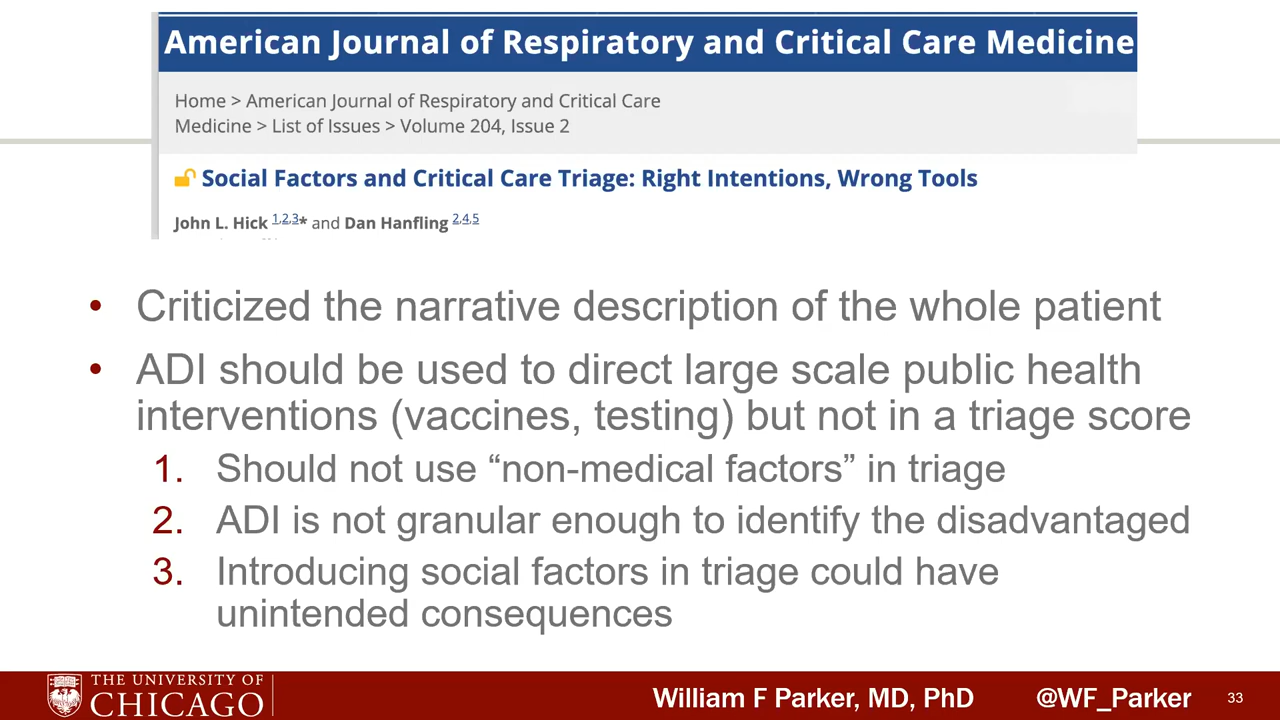 American Journal of Respiratory and Critical Care Medicine
Home > American Journal of Respiratory and Critical Care
Medicine > List of Issues > Volume 204, Issue 2
Social Factors and Critical Care Triage: Right Intentions, Wrong Tools
John L. Hick 1,2,3* and Dan Hanfling 2,4,5
• Criticized the narrative description of the whole patient
• ADI should be used to direct large scale public health
interventions (vaccines, testing) but not in a triage score
1. Should not use “non-medical factors” in triage
2. ADI is not granular enough to identify the disadvantaged
3. Introducing social factors in triage could have
unintended consequences
THE UNIVERSITY OF
CHICAGO
William F Parker, MD, PhD @WF_Parker 33